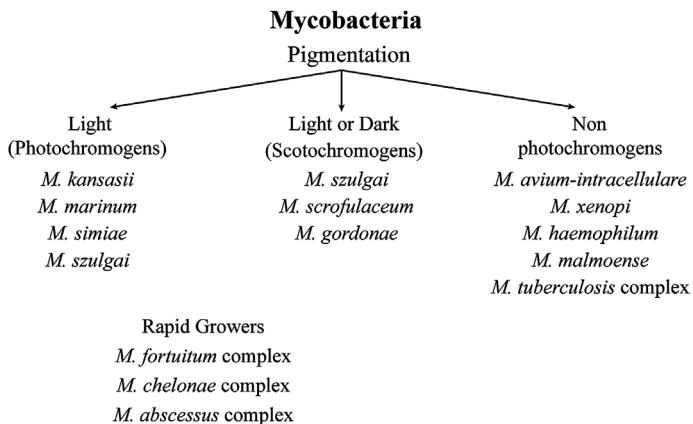 Mycobacteria
Pigmentation
Light
(Photochromogens)
M. kansasii
M. marinum
M. simiae
M. szulgai
Light or Dark
(Scotochromogens)
M. szulgai
M. scrofulaceum
M. gordonae
Non
photochromogens
M. avium-intracellulare
M. xenopi
M. haemophilum
M. malmoense
M. tuberculosis complex
Rapid Growers
M. fortuitum complex
M. chelonae complex
M. abscessus complex